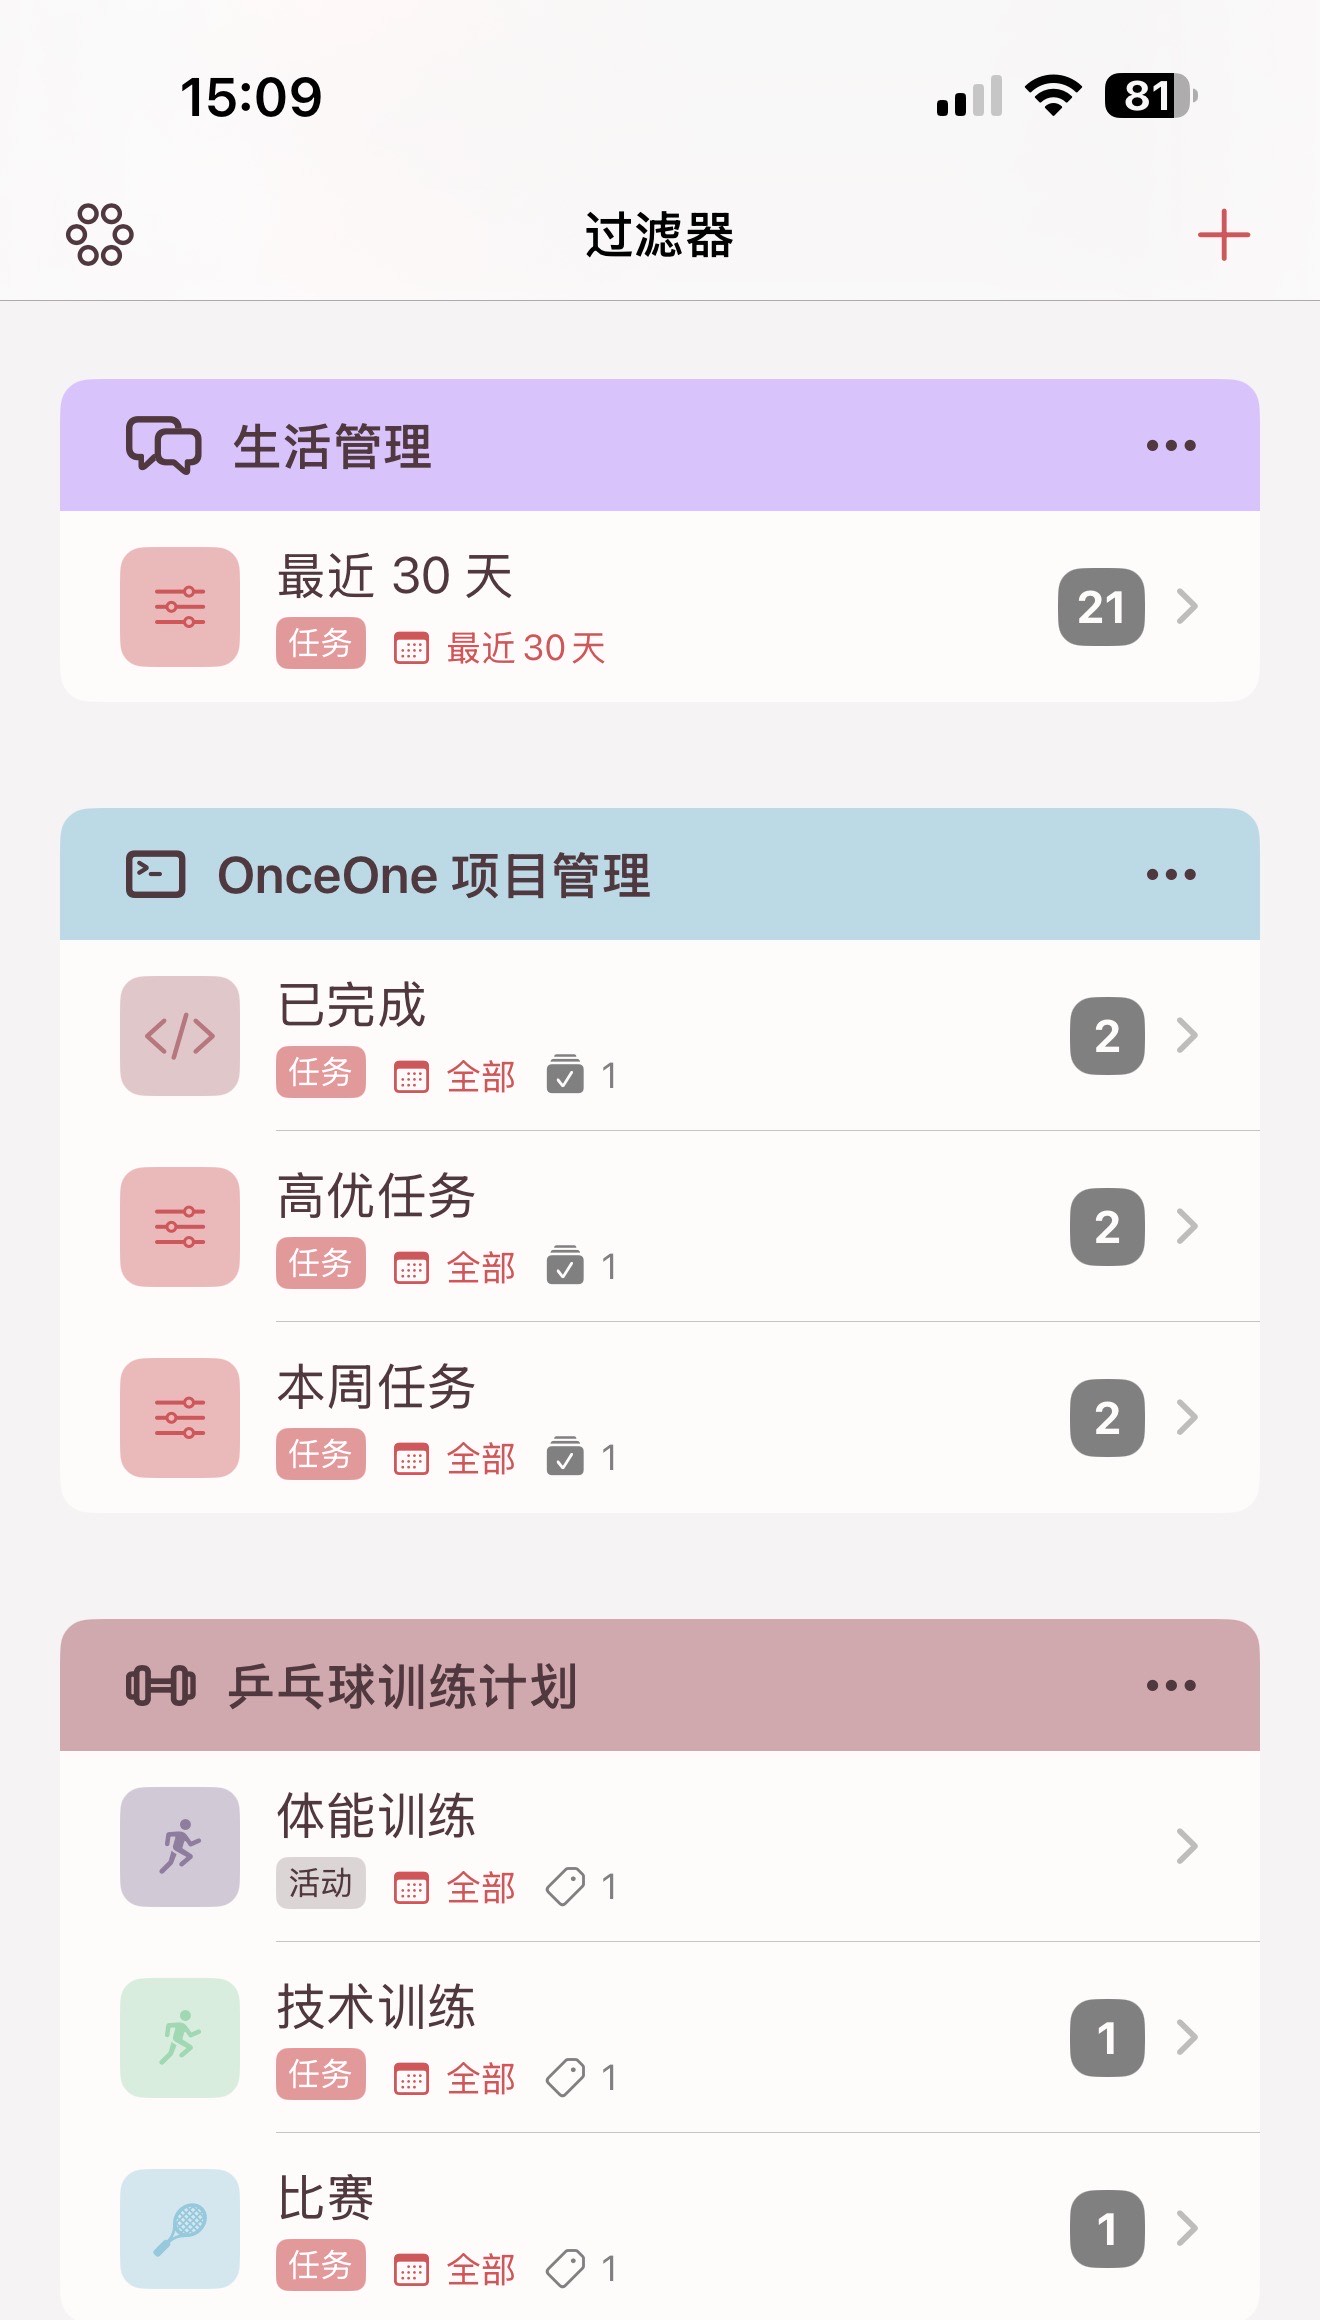 15:09
81
过滤器
生活管理
最近 30 天
21
任务 最近30天
OnceOne 项目管理
已完成
2
任务 全部 1
高优任务
2
任务 全部 1
本周任务
2
任务 全部 1
乒乓球训练计划
体能训练
活动 全部 1
技术训练
1
任务 全部 1
比赛
1
任务 全部 1